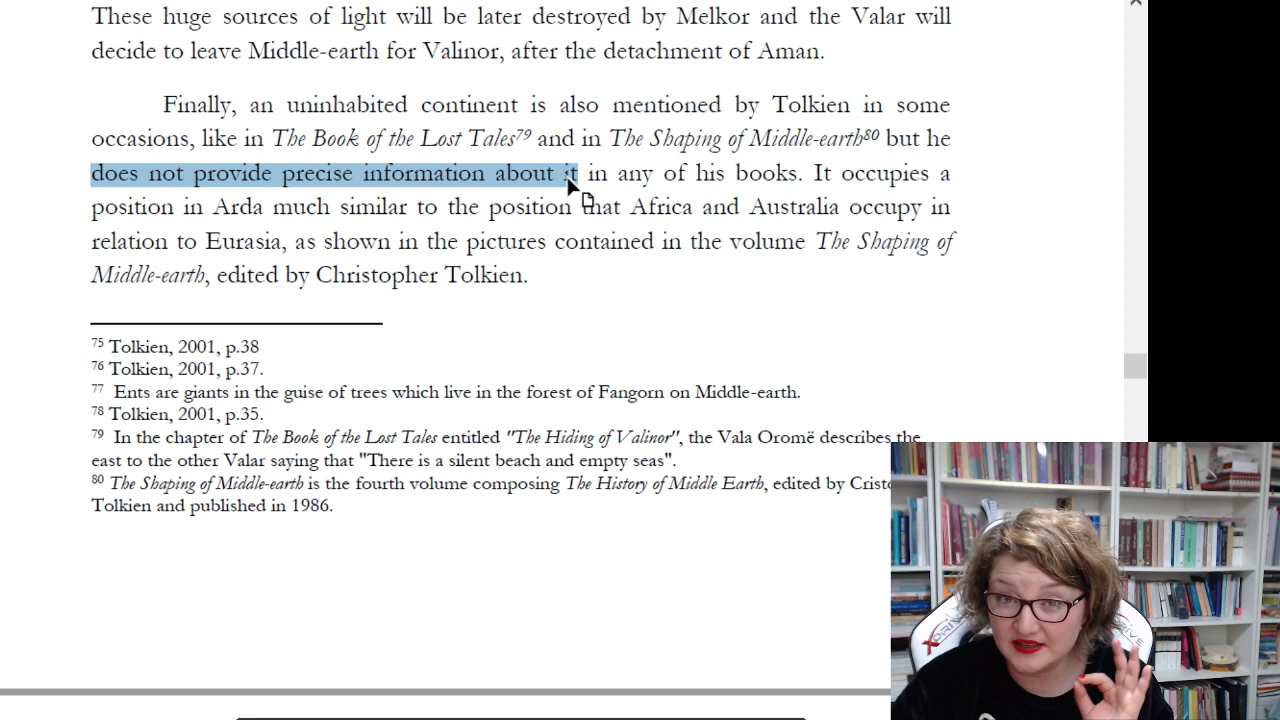 These huge sources of light will be later destroyed by Melkor and the Valar will
decide to leave Middle-earth for Valinor, after the detachment of Aman.
Finally, an uninhabited continent is also mentioned by Tolkien in some
occasions, like in The Book of the Lost Tales79 and in The Shaping of Middle-earth80 but he
does not provide precise information about it in any of his books. It occupies a
position in Arda much similar to the position that Africa and Australia occupy in
relation to Eurasia, as shown in the pictures contained in the volume The Shaping of
Middle-earth, edited by Christopher Tolkien.
75 Tolkien, 2001, p.38
76 Tolkien, 2001, p.37.
77 Ents are giants in the guise of trees which live in the forest of Fangorn on Middle-earth.
78 Tolkien, 2001, p.35.
79 In the chapter of The Book of the Lost Tales entitled "The Hiding of Valinor", the Vala Oromë describes the
east to the other Valar saying that "There is a silent beach and empty seas".
80 The Shaping of Middle-earth is the fourth volume composing The History of Middle Earth, edited by Cristo
Tolkien and published in 1986.